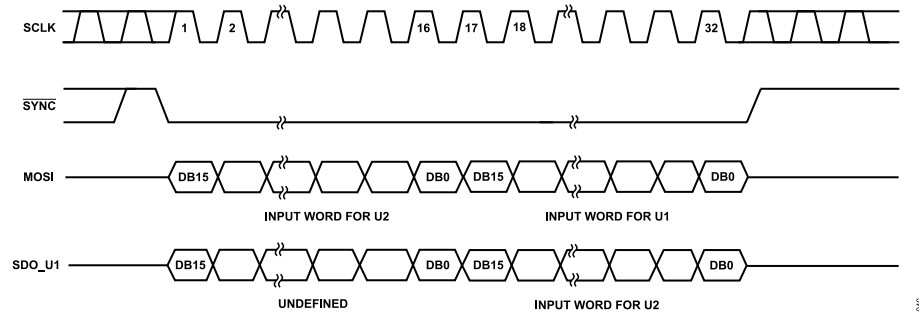 SCLK 1 2 16 17 18 32
SYNC
MOSI DB15 DB0 DB15 DB0
INPUT WORD FOR U2 INPUT WORD FOR U1
SDO_U1 DB15 DB0 DB15 DB0
UNDEFINED INPUT WORD FOR U2